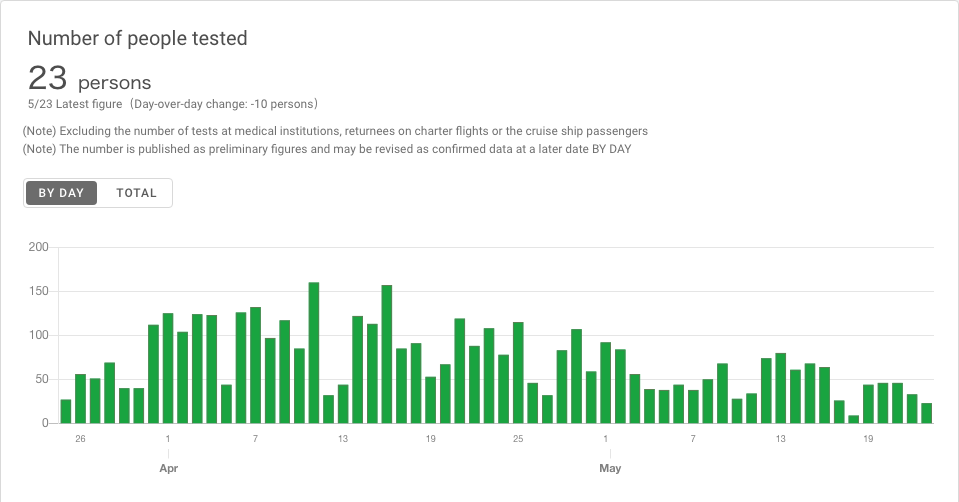 Number of people tested
23 persons
5/23 Latest figure（Day-over-day change: -10 persons）
(Note) Excluding the number of tests at medical institutions, returnees on charter flights or the cruise ship passengers
(Note) The number is published as preliminary figures and may be revised as confirmed data at a later date BY DAY
BY DAY TOTAL
200
150
100
50
0
26 1 7 13 19 25 1 7 13 19
Apr May